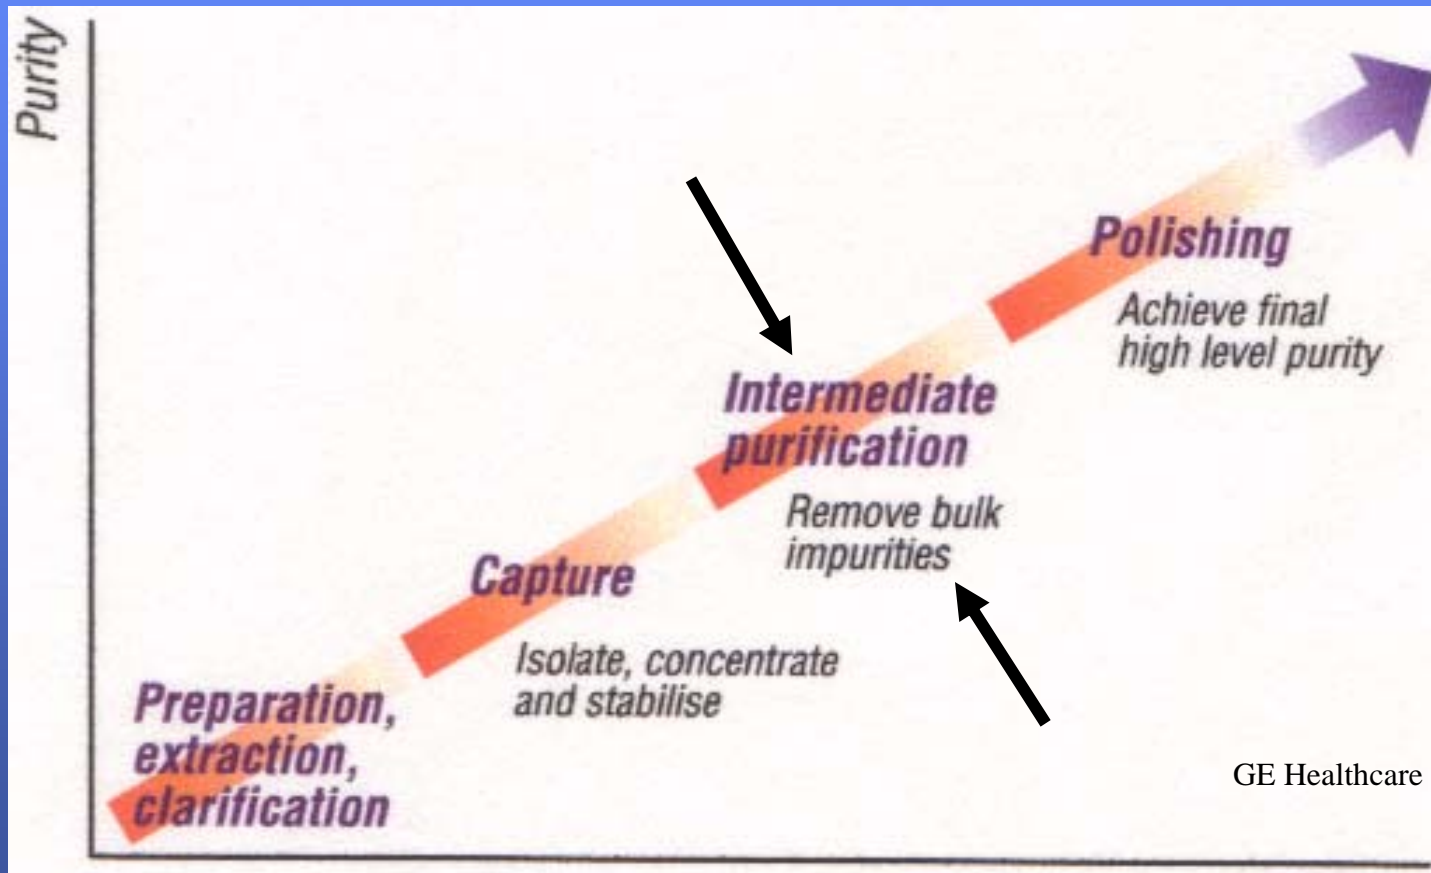 Purity
Polishing
Achieve final
high level purity
Intermediate
purification
Remove bulk
impurities
Capture
Isolate, concentrate
and stabilise
Preparation,
extraction,
clarification
GE Healthcare